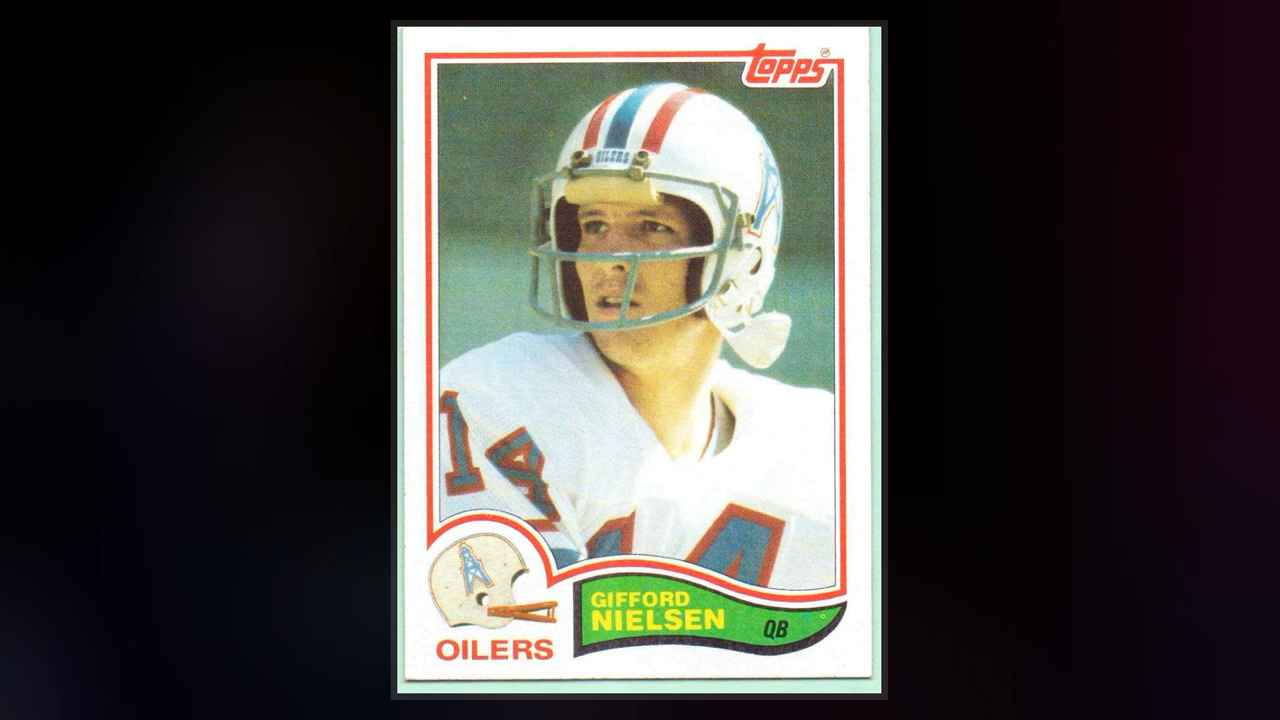 Topps®
OILERS
14
14
GIFFORD
NIELSEN
QB
OILERS